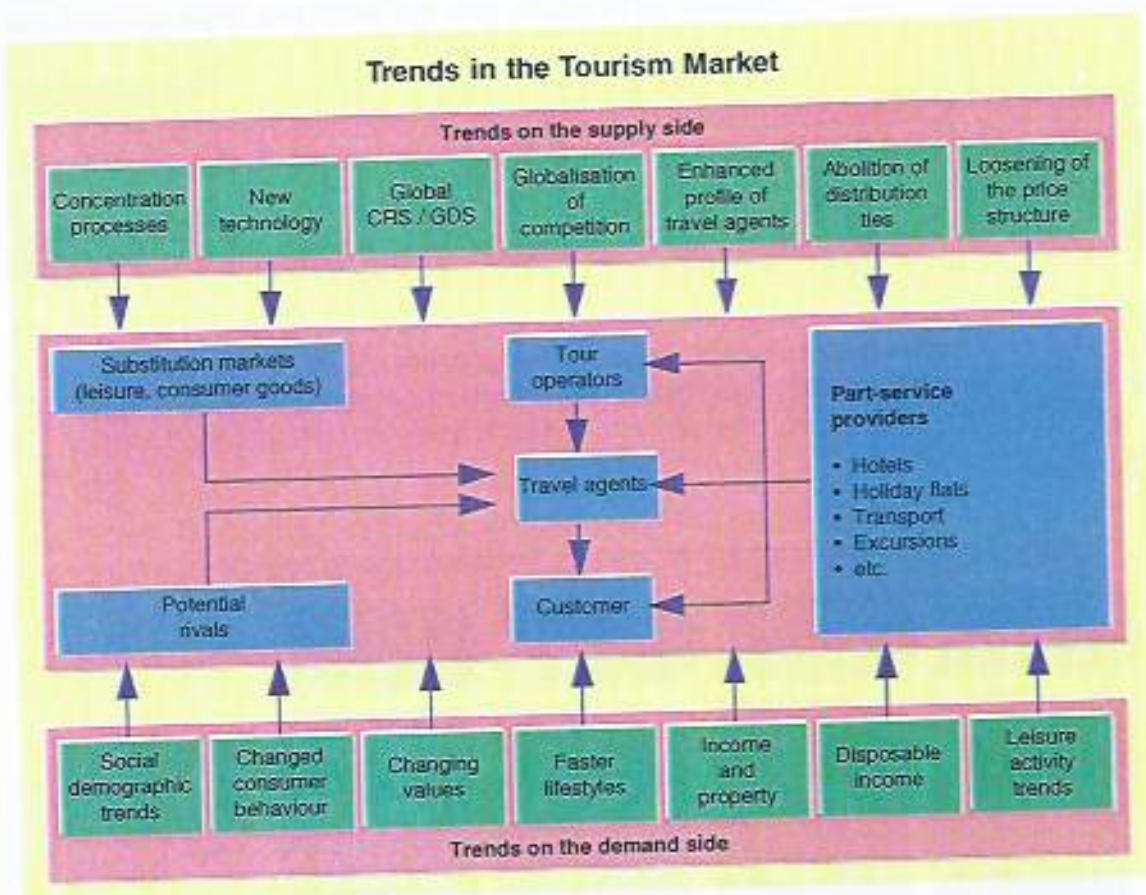 Trends in the Tourism Market
Trends on the supply side
Concentration
processes
New
technology
Global
CRS / GDS
Globalisation
of
competition
Enhanced
profile of
travel agents
Abolition of
distribution
ties
Loosening of
the price
structure
Substitution markets
(leisure, consumer goods)
Tour
operators
Part-service
providers
• Hotels
• Holiday flats
• Transport
• Excursions
• etc.
Travel agents
Potential
rivals
Customer
Social
demographic
trends
Changed
consumer
behaviour
Changing
values
Faster
lifestyles
Income
and
property
Disposable
income
Leisure
activity
trends
Trends on the demand side